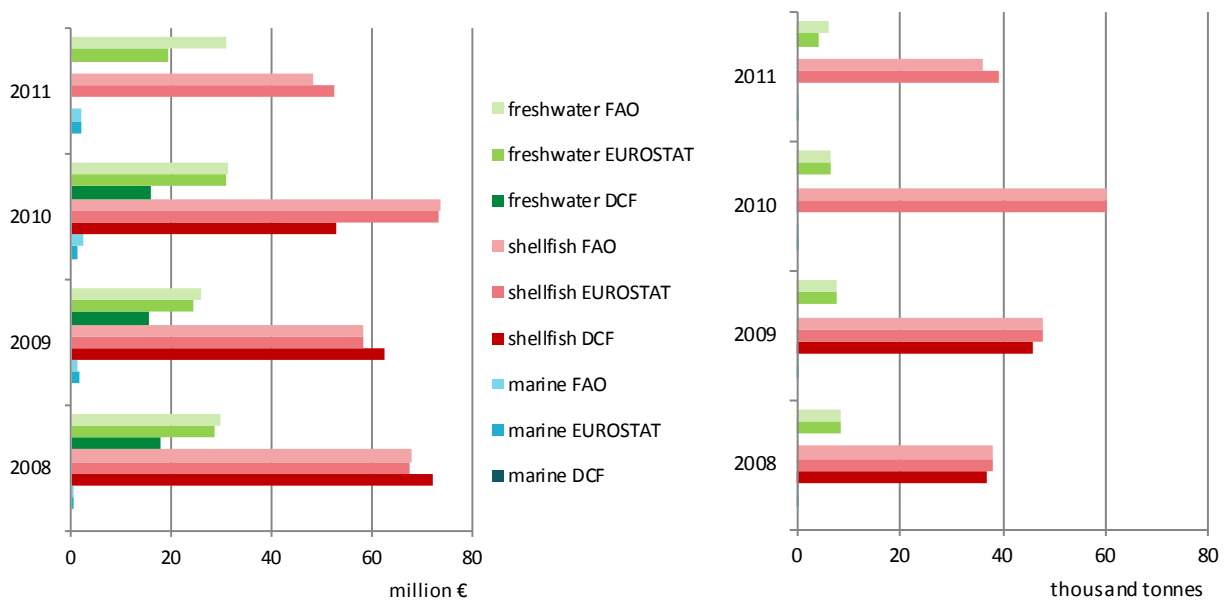 2011
2010
2009
2008
0 20 40 60 80
million €
freshwater FAO
freshwater EUROSTAT
freshwater DCF
shellfish FAO
shellfish EUROSTAT
shellfish DCF
marine FAO
marine EUROSTAT
marine DCF
2011
2010
2009
2008
0 20 40 60 80
thousand tonnes